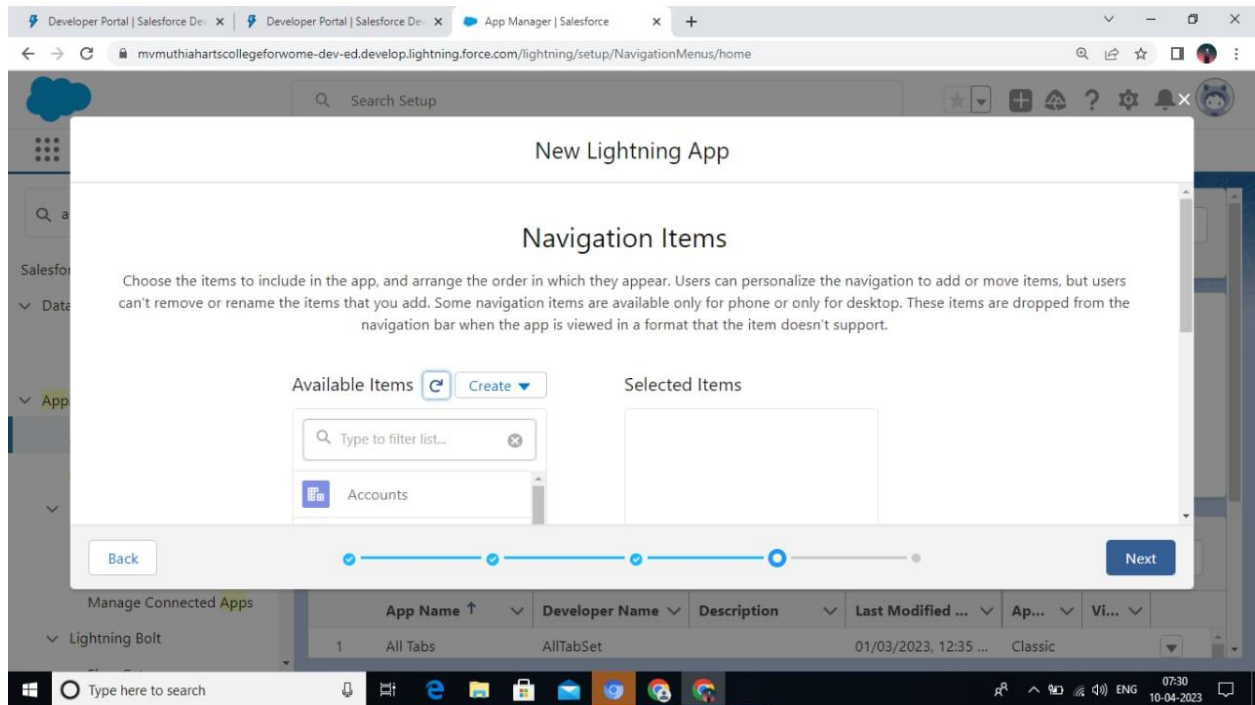 Developer Portal | Salesforce De
Developer Portal | Salesforce De
App Manager | Salesforce
mvmuthiahartscollegeforwome-dev-ed.develop.lightning.force.com/lightning/setup/NavigationMenus/home
Search Setup
New Lightning App
a
Navigation Items
Salesfor
Choose the items to include in the app, and arrange the order in which they appear. Users can personalize the navigation to add or move items, but users
Data
can't remove or rename the items that you add. Some navigation items are available only for phone or only for desktop. These items are dropped from the
navigation bar when the app is viewed in a format that the item doesn't support.
Available Items Create Selected Items
App
Type to filter list...
Accounts
Back Next
Manage Connected Apps
App Name Developer Name Description Last Modified ... Ap... Vi...
Lightning Bolt
1 All Tabs AllTabSet 01/03/2023, 12:35 ... Classic
Type here to search
ENG
07:30
10-04-2023